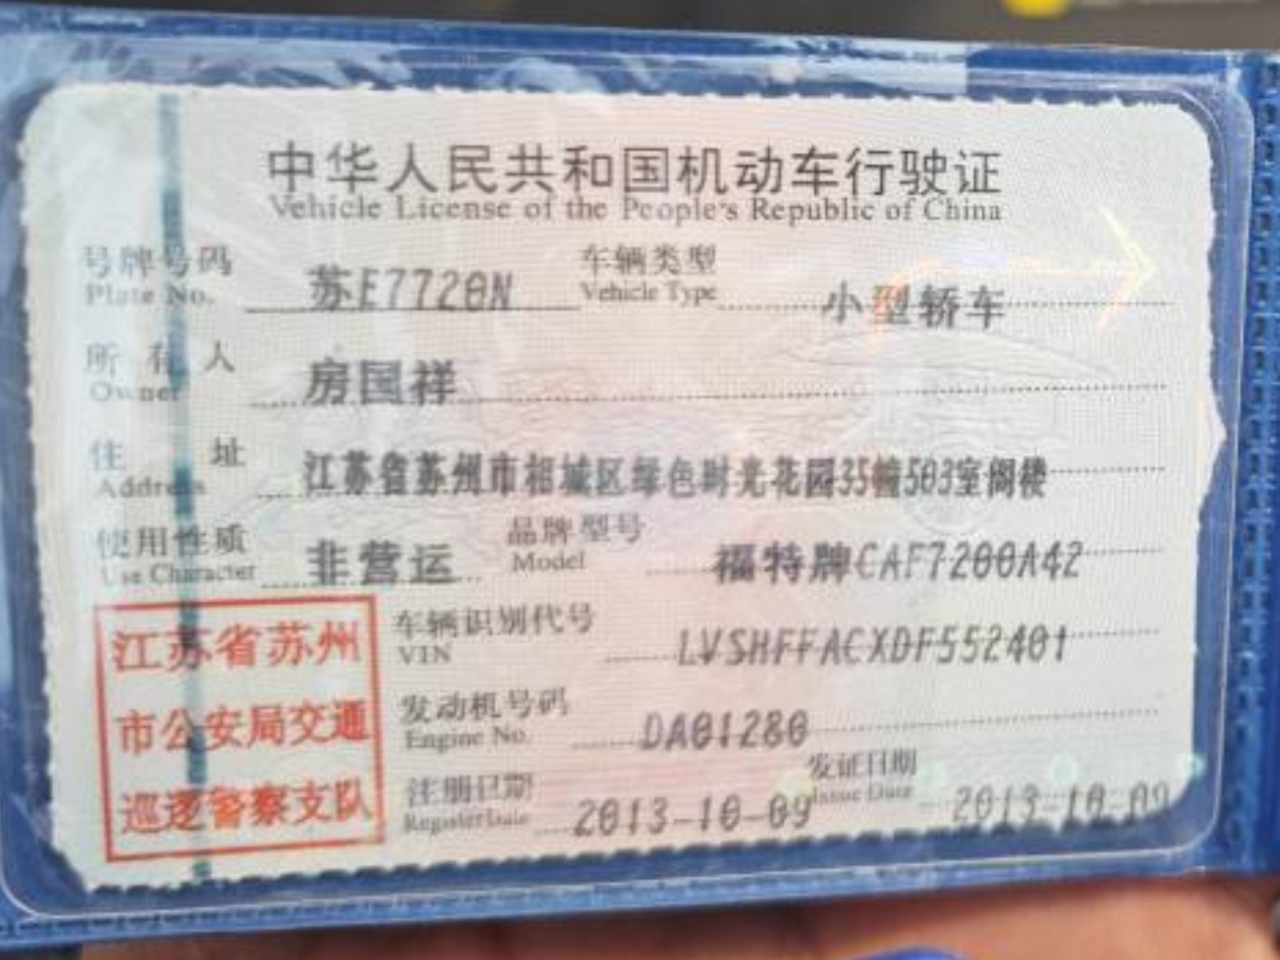 中华人民共和国机动车行驶证
Vehicle License of the People's Republic of China
号牌号码 苏E7720N 车辆类型 小型轿车
Plate No. Vehicle Type
所有人 房国祥
Owner
住址 江苏省苏州市相城区绿色时光花园35幢503室阁楼
Address
使用性质 非营运 品牌型号 福特牌CAF7200A42
Use Character Model
江苏省苏州
市公安局交通
巡逻警察支队
车辆识别代号 LVSHFFACXDF552401
VIN
发动机号码 DA01280
Engine No.
注册日期 2013-10-09 发证日期 2013-10-09
Register Date Issue Date